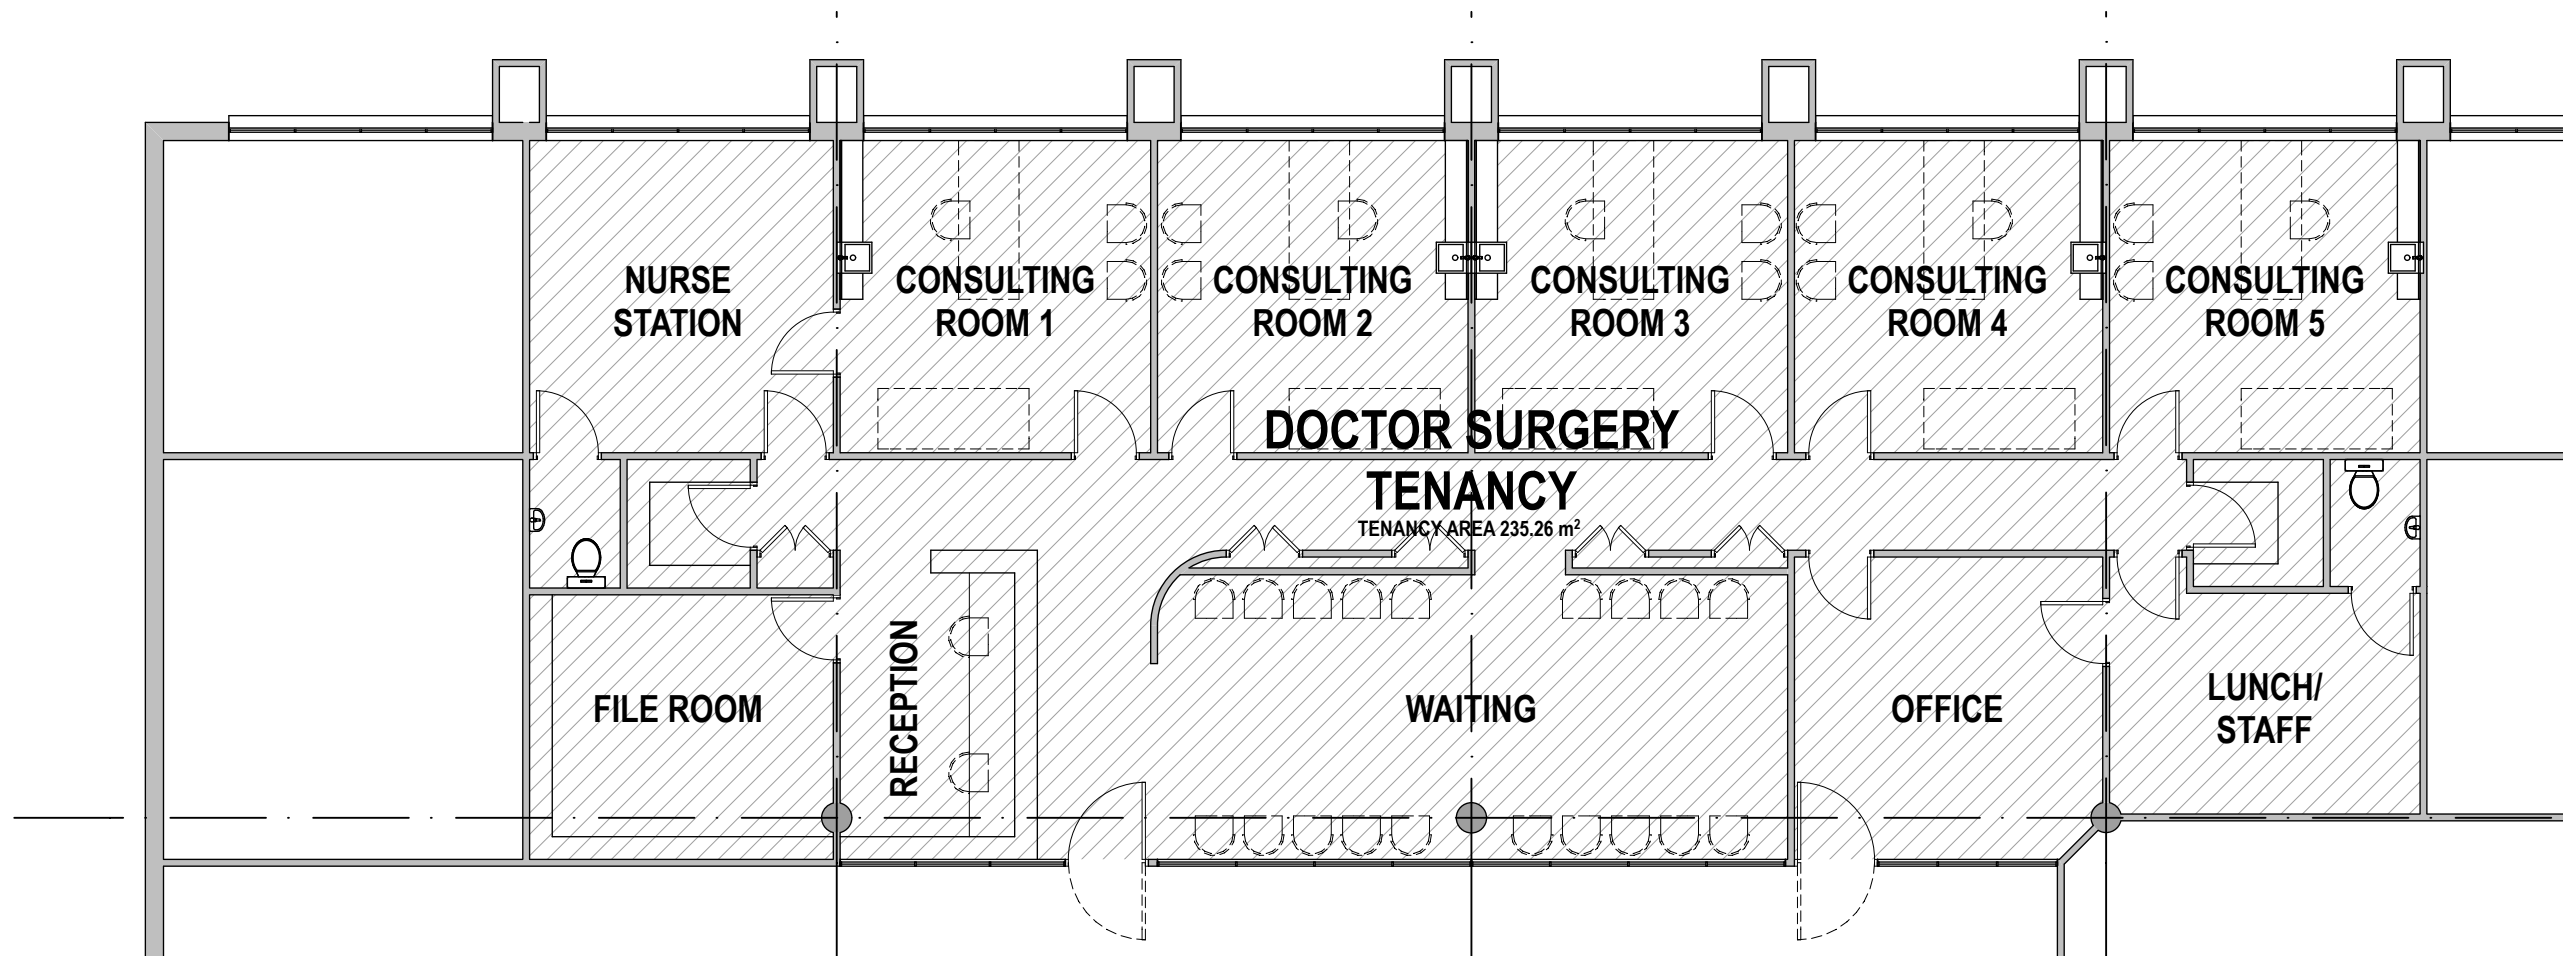 NURSE
STATION
CONSULTING
ROOM 1
CONSULTING
ROOM 2
CONSULTING
ROOM 3
CONSULTING
ROOM 4
CONSULTING
ROOM 5
DOCTOR SURGERY
TENANCY
TENANCY AREA 235.26 m²
FILE ROOM
RECEPTION
WAITING
OFFICE
LUNCH/
STAFF